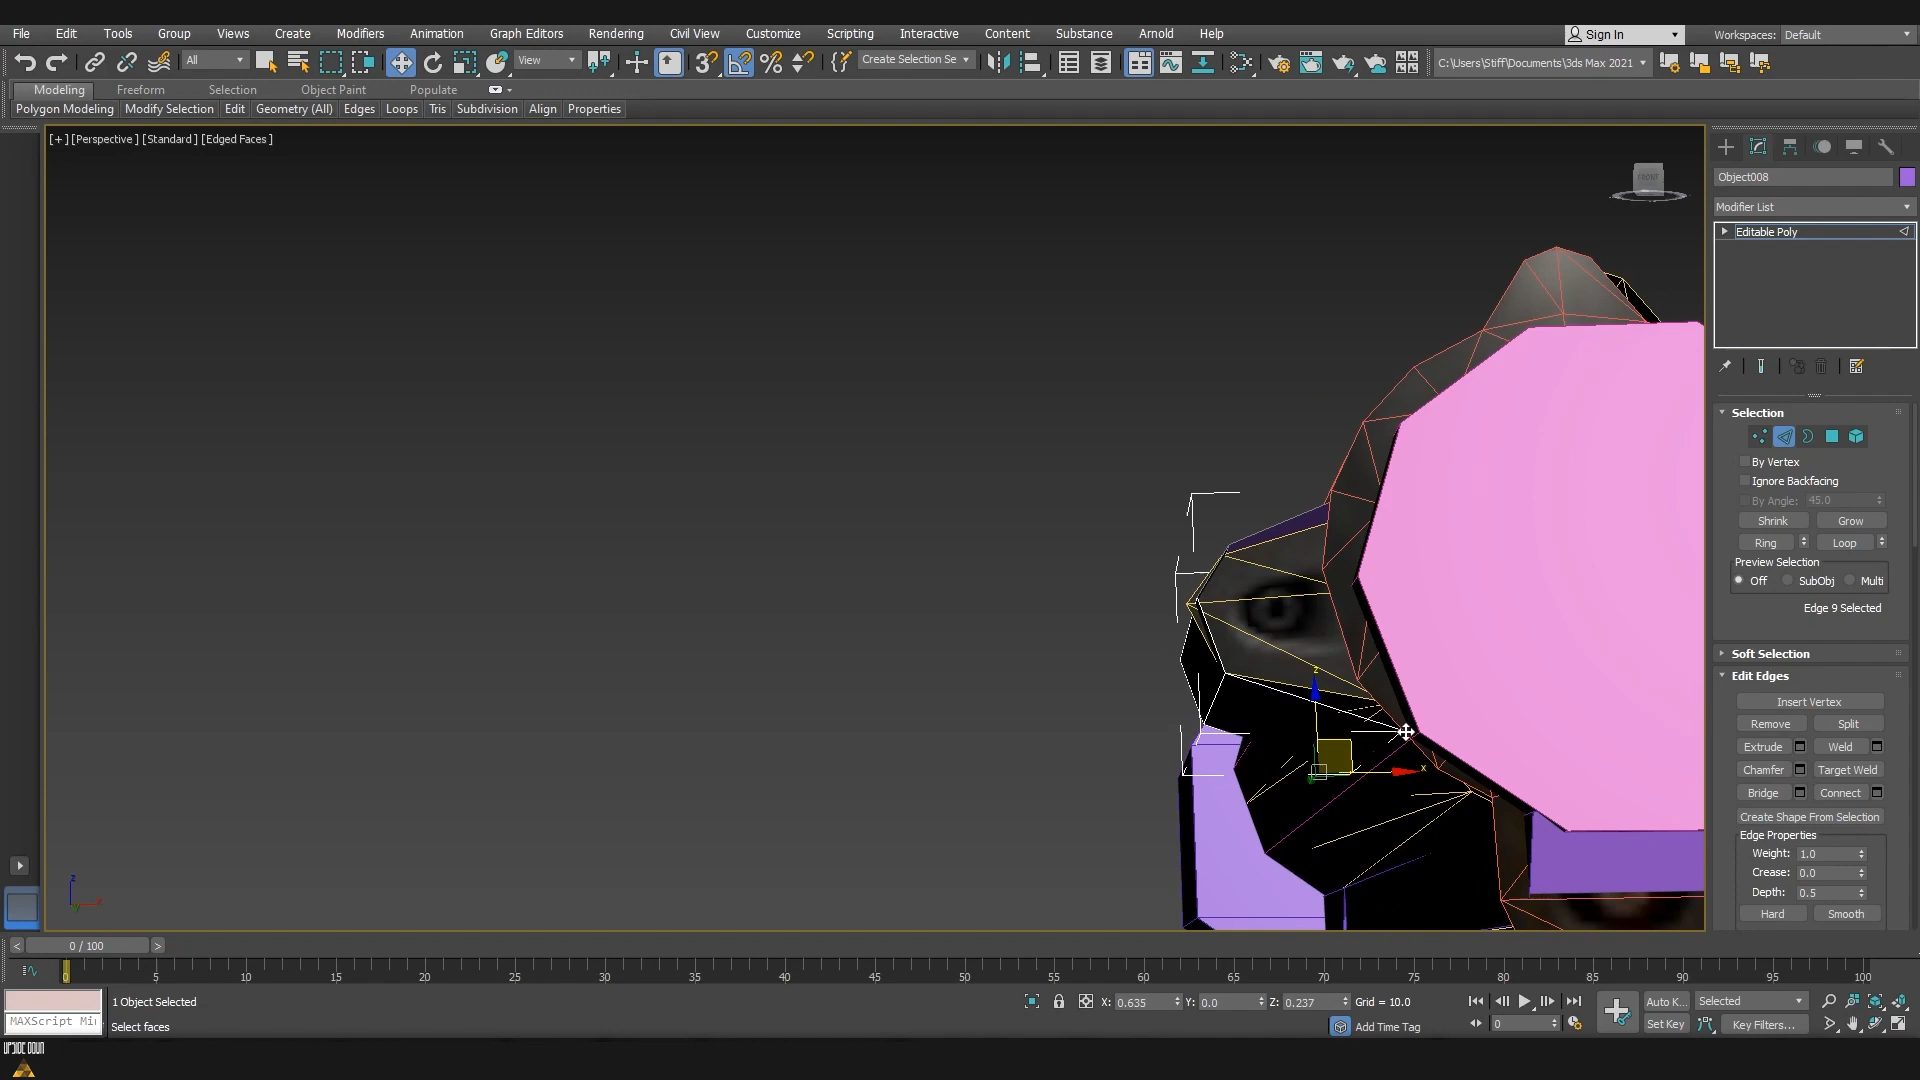 File Edit Tools Group Views Create Modifiers Animation Graph Editors Rendering Civil View Customize Scripting Interactive Content Substance Arnold Help Sign In Workspaces: Default
All View Create Selection Se C:\Users\Stiff\Documents\3ds Max 2021
Modeling Freeform Selection Object Paint Populate
Polygon Modeling Modify Selection Edit Geometry (All) Edges Loops Tris Subdivision Align Properties
[+] [Perspective] [Standard] [Edged Faces]
FRONT
Object008
Modifier List
Editable Poly
Selection
By Vertex
Ignore Backfacing
By Angle: 45.0
Shrink Grow
Ring Loop
Preview Selection
Off SubObj Multi
Edge 9 Selected
Soft Selection
Edit Edges
Insert Vertex
Remove Split
Extrude Weld
Chamfer Target Weld
Bridge Connect
Create Shape From Selection
Edge Properties
Weight: 1.0
Crease: 0.0
Depth: 0.5
Hard Smooth
z
x
z
x
y
< 0 / 100 >
0 5 10 15 20 25 30 35 40 45 50 55 60 65 70 75 80 85 90 95 100
1 Object Selected X: 0.635 Y: 0.0 Z: 0.237 Grid = 10.0 Auto K... Selected
MAXScript Mi Select faces Add Time Tag 0 Set Key Key Filters...
UPSIDE DOWN